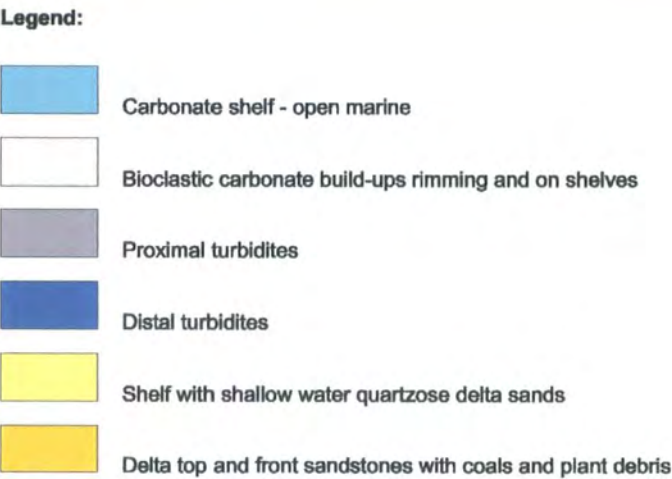 Legend:
Carbonate shelf - open marine
Bioclastic carbonate build-ups rimming and on shelves
Proximal turbidites
Distal turbidites
Shelf with shallow water quartzose delta sands
Delta top and front sandstones with coals and plant debris